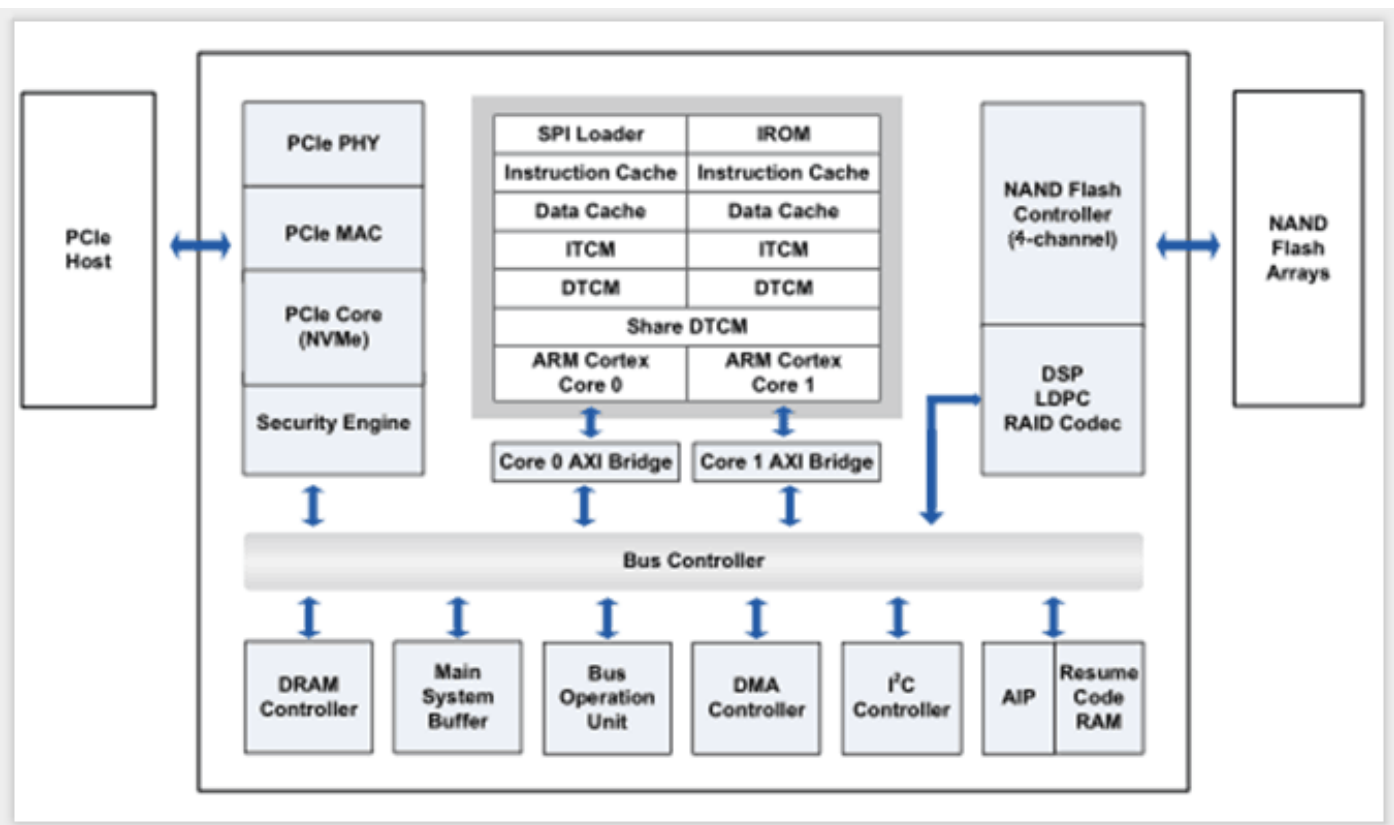 PCIe
Host
PCIe PHY
PCIe MAC
PCIe Core
(NVMe)
Security Engine
SPI Loader
IROM
Instruction Cache
Instruction Cache
Data Cache
Data Cache
ITCM
ITCM
DTCM
DTCM
Share DTCM
ARM Cortex
Core 0
ARM Cortex
Core 1
Core 0 AXI Bridge
Core 1 AXI Bridge
NAND Flash
Controller
(4-channel)
DSP
LDPC
RAID Codec
NAND
Flash
Arrays
Bus Controller
DRAM
Controller
Main
System
Buffer
Bus
Operation
Unit
DMA
Controller
I²C
Controller
AIP
Resume
Code
RAM